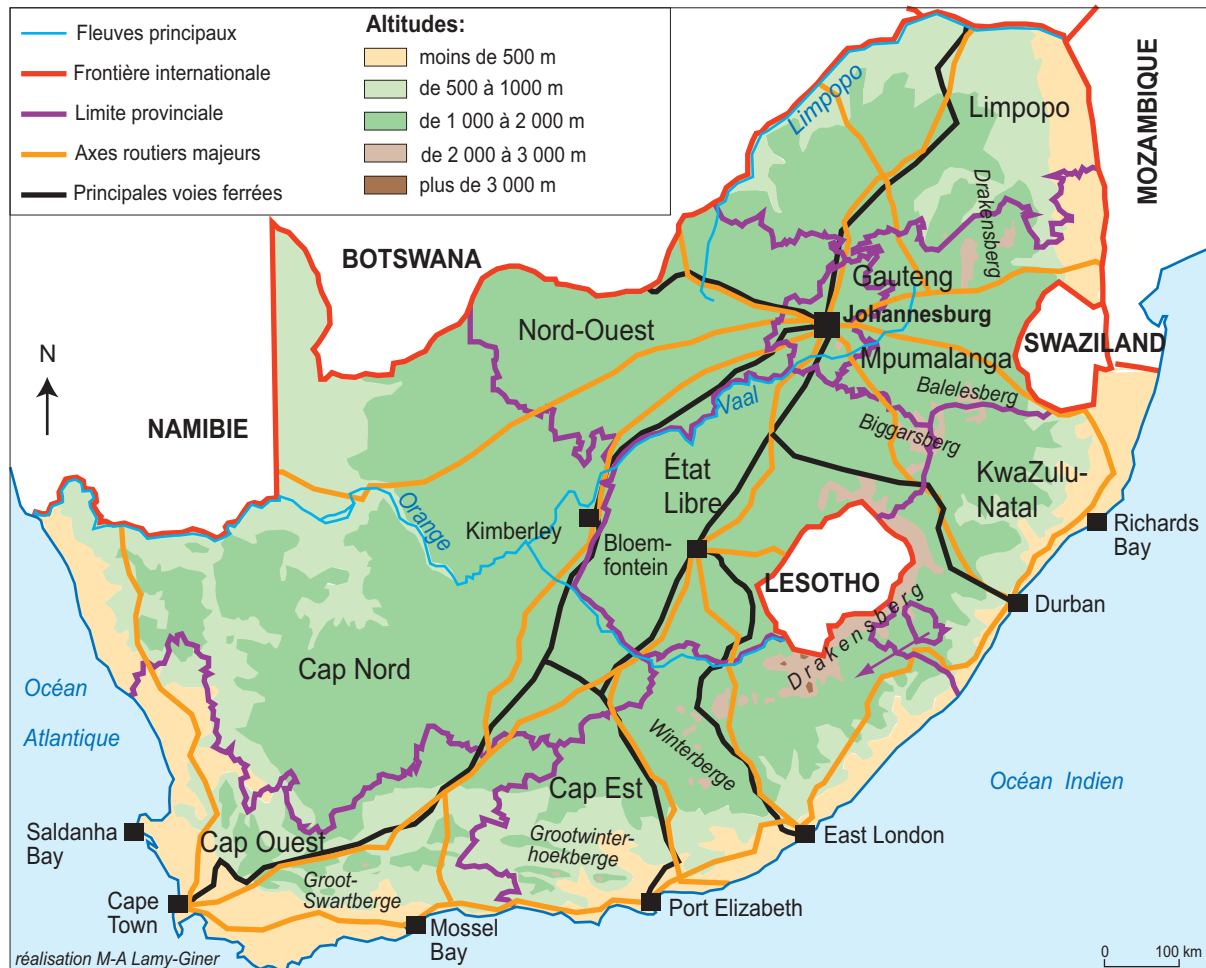 Fleuves principaux
Frontière internationale
Limite provinciale
Axes routiers majeurs
Principales voies ferrées
Altitudes:
moins de 500 m
de 500 à 1000 m
de 1 000 à 2 000 m
de 2 000 à 3 000 m
plus de 3 000 m
MOZAMBIQUE
Limpopo
Limpopo
Drakensberg
BOTSWANA
Gauteng
Nord-Ouest
Johannesburg
SWAZILAND
Mpumalanga
N
Balelesberg
Vaal
NAMIBIE
Biggarsberg
État
Libre
KwaZulu-
Natal
Orange
Kimberley
Bloem-
fontein
Richards
Bay
LESOTHO
Durban
Drakensberg
Cap Nord
Océan
Atlantique
Winterberge
Océan Indien
Cap Est
Saldanha
Bay
Cap Ouest
Grootwinter-
hoekberge
East London
Groot-
Swartberge
Cape
Town
Port Elizabeth
Mossel
Bay
réalisation M-A Lamy-Giner
0 100 km